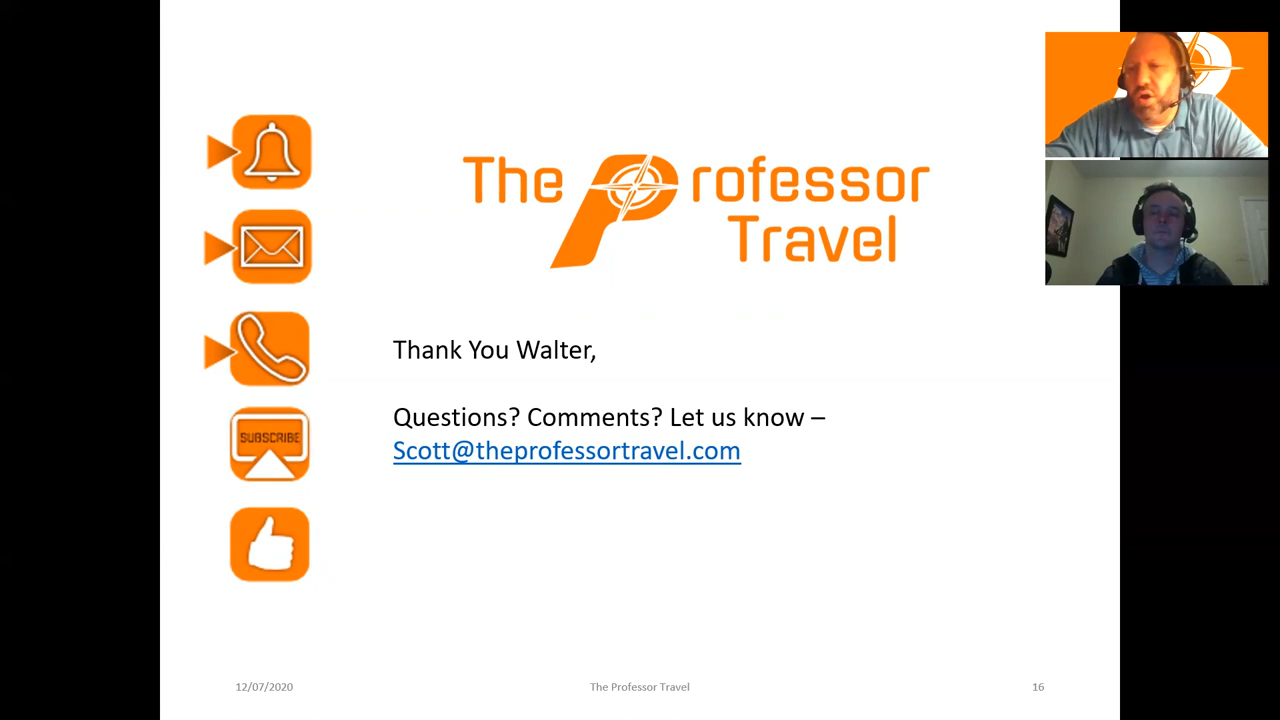 The Professor
Travel
SUBSCRIBE
Thank You Walter,
Questions? Comments? Let us know –
Scott@theprofessortravel.com
12/07/2020
The Professor Travel
16